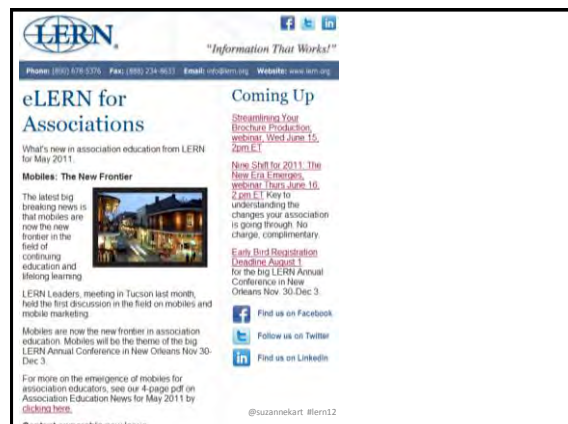 LERN
"Information That Works!"
Phone: (800) 678-5376 Fax: (888) 234-8633 Email: info@lern.org Website: www.lern.org
eLERN for
Associations
What's new in association education from LERN
for May 2011.
Mobiles: The New Frontier
The latest big
breaking news is
that mobiles are
now the new
frontier in the
field of
continuing
education and
lifelong learning.
LERN Leaders, meeting in Tucson last month,
held the first discussion in the field on mobiles and
mobile marketing.
Mobiles are now the new frontier in association
education. Mobiles will be the theme of the big
LERN Annual Conference in New Orleans Nov 30-
Dec 3.
For more on the emergence of mobiles for
association educators, see our 4-page pdf on
Association Education News for May 2011 by
clicking here.
Coming Up
Streamlining Your
Brochure Production,
webinar, Wed June 15,
2pm ET
Nine Shift for 2011: The
New Era Emerges,
webinar Thurs June 16,
2 pm ET Key to
understanding the
changes your association
is going through. No
charge, complimentary.
Early Bird Registration
Deadline August 1
for the big LERN Annual
Conference in New
Orleans Nov. 30-Dec 3.
Find us on Facebook
Follow us on Twitter
Find us on LinkedIn
@suzannekart #lern12